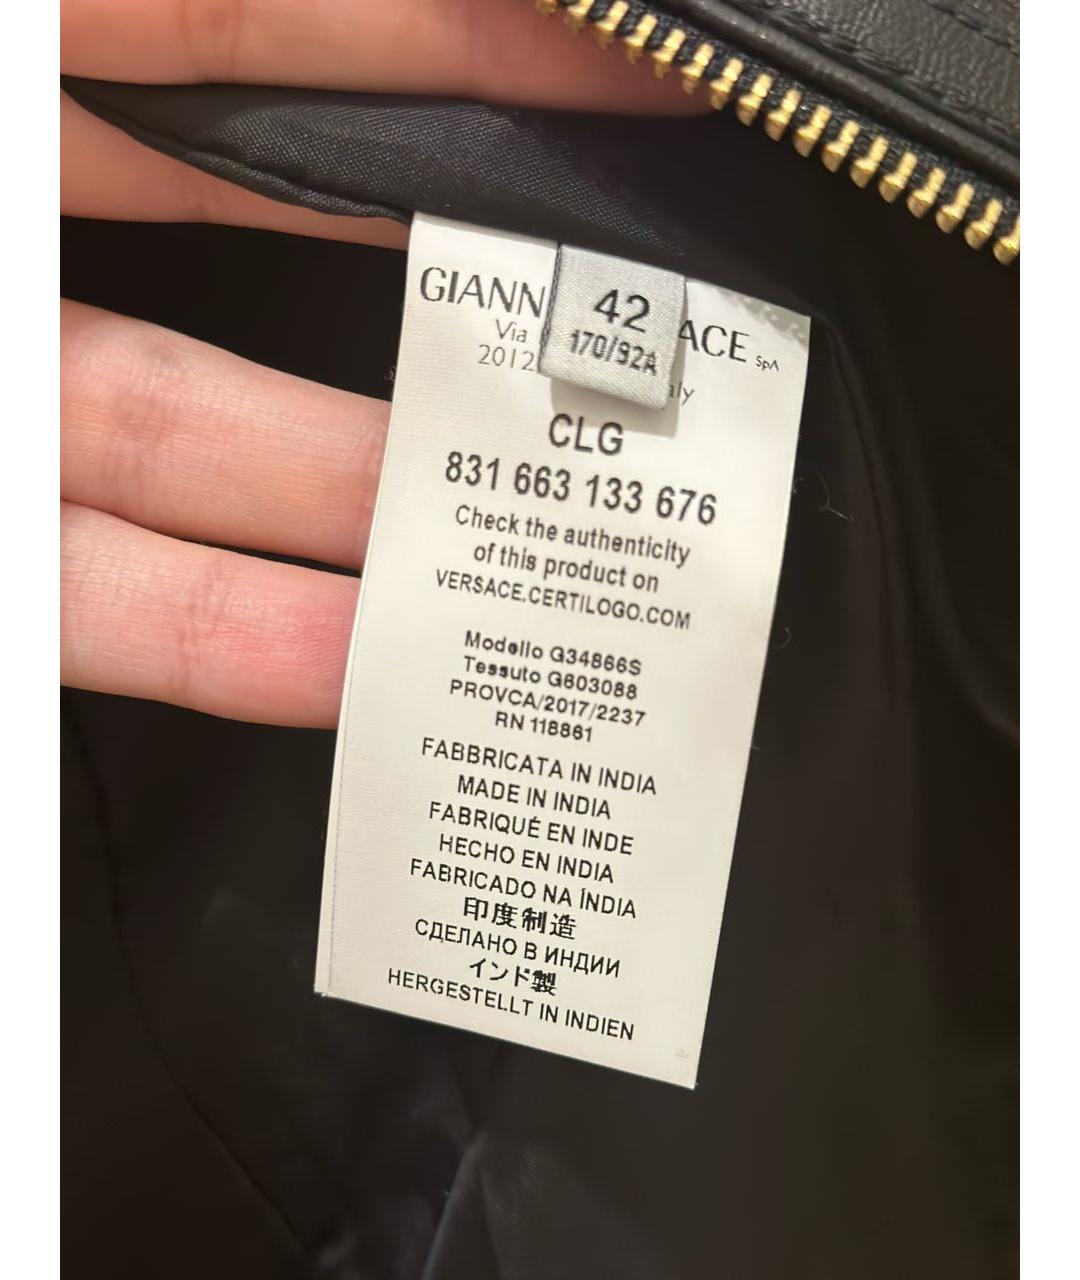 GIANN ACE SpA
42
170/92A
Via
2012 aly
CLG
831 663 133 676
Check the authenticity
of this product on
VERSACE.CERTILOGO.COM
Modello G34866S
Tessuto G603088
PROVCA/2017/2237
RN 118861
FABBRICATA IN INDIA
MADE IN INDIA
FABRIQUÉ EN INDE
HECHO EN INDIA
FABRICADO NA ÍNDIA
印度制造
СДЕЛАНО В ИНДИИ
インド製
HERGESTELLT IN INDIEN